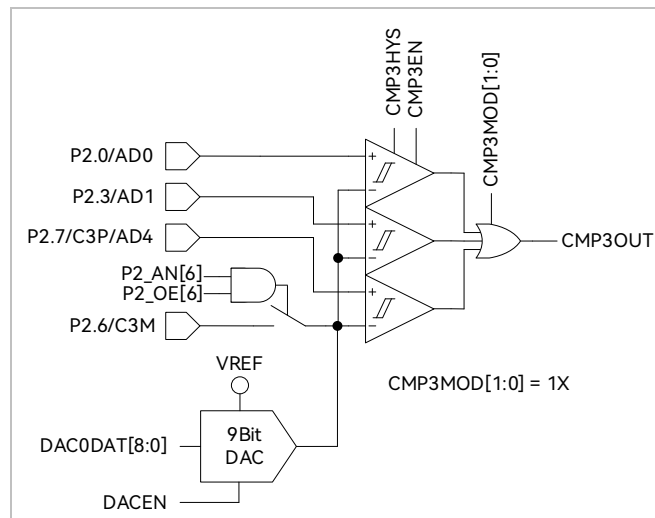 CMP3HYS
CMP3EN
CMP3MOD[1:0]
P2.0/AD0
+
-
P2.3/AD1
+
P2.7/C3P/AD4
CMP3OUT
-
P2_AN[6]
P2_OE[6]
+
P2.6/C3M
-
VREF
CMP3MOD[1:0] = 1X
9Bit
DAC
DAC0DAT[8:0]
DACEN